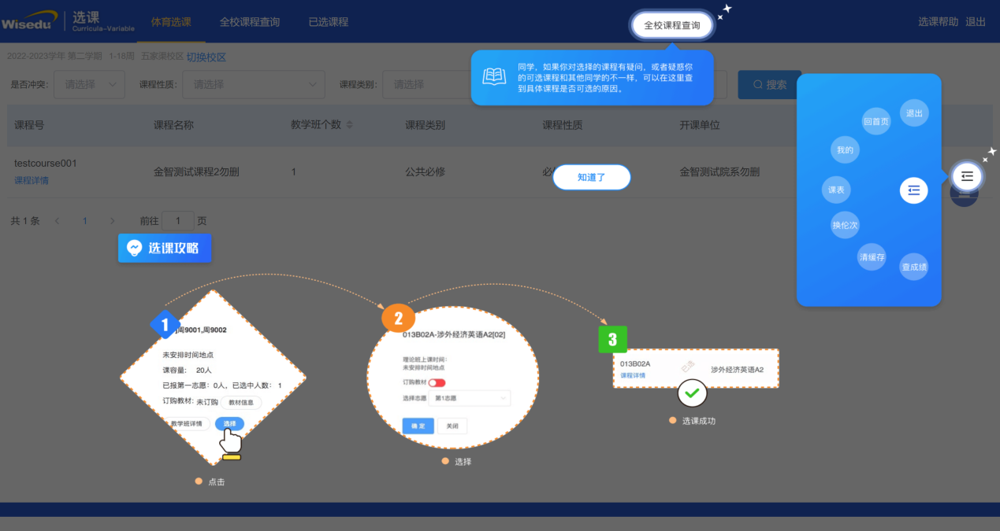 Wisedu 选课 Curricula-Variable 体育选课 全校课程查询 已选课程 全校课程查询 选课帮助 退出
2022-2023学年 第二学期 1-18周 五家渠校区 切换校区
同学，如果你对选择的课程有疑问，或者疑惑你
的可选课程和其他同学的不一样，可以在这里查
到具体课程是否可选的原因。
是否冲突: 请选择 课程性质: 请选择 课程类别: 请选择 搜索
课程号 课程名称 教学班个数 课程类别 课程性质 开课单位
testcourse001 金智测试课程2勿删 1 公共必修 必 金智测试院系勿删
课程详情
知道了
退出
回首页
我的
课表
换伦次
清缓存
查成绩
共 1 条 1 前往 1 页
选课攻略
1
周9001,周9002
未安排时间地点
课容量: 20人
已报第一志愿: 0人, 已选中人数: 1
订购教材: 未订购 教材信息
教学班详情 选择
点击
2
013B02A-涉外经济英语A2[02]
理论班上课时间:
未安排时间地点
订购教材
选择志愿 第1志愿
确定 关闭
选择
3
013B02A 涉外经济英语A2
课程详情
选课成功